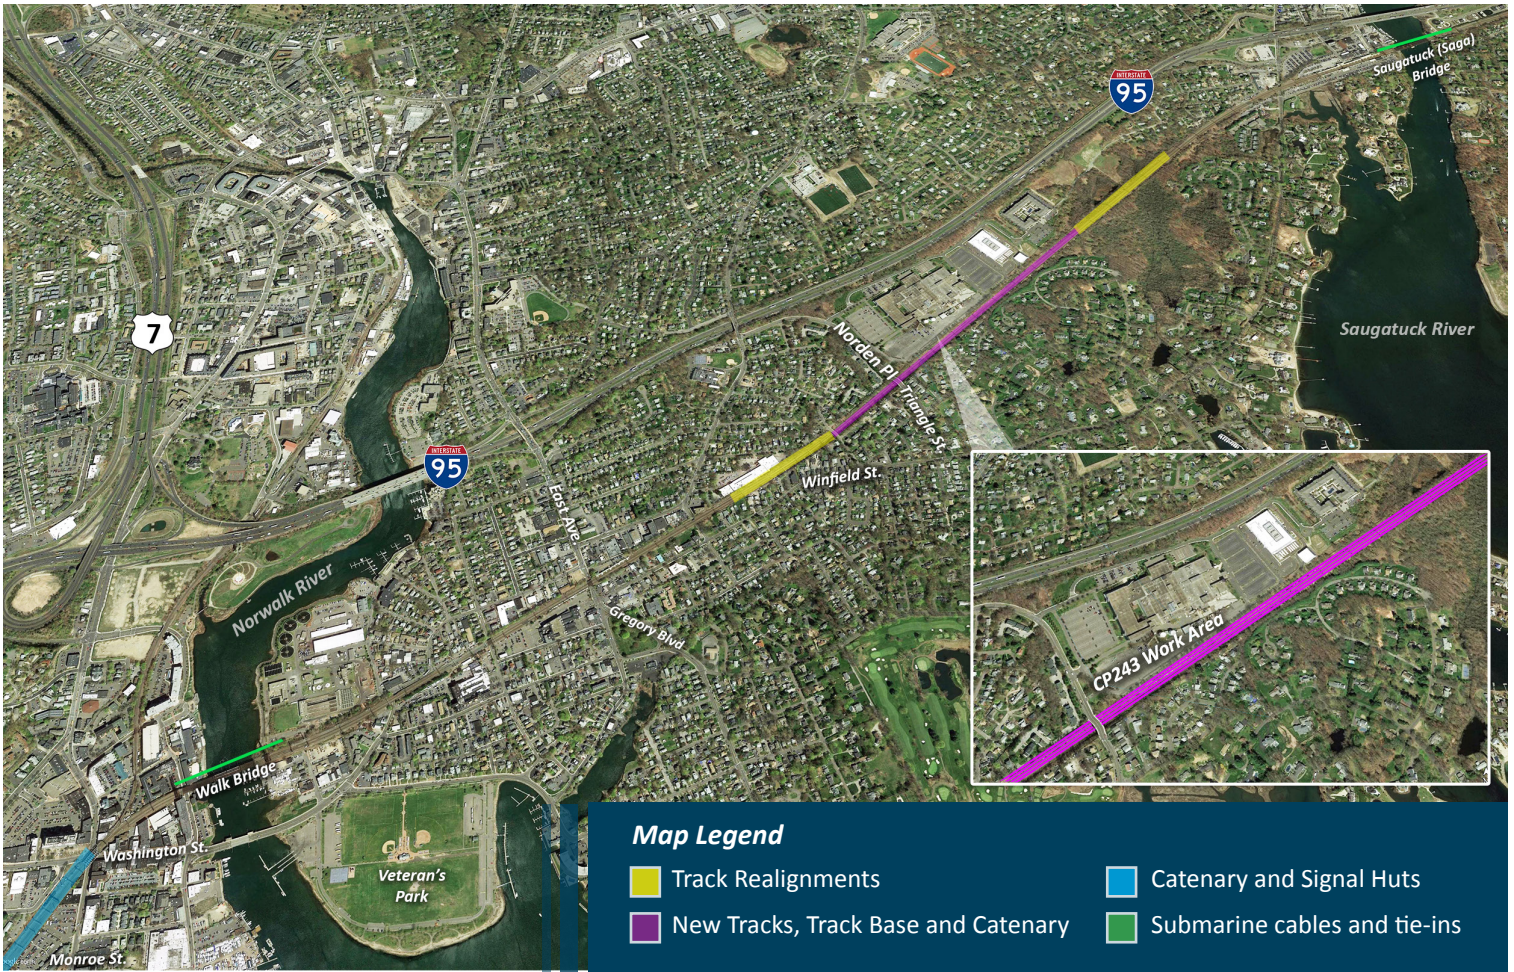 Saugatuck (Saga)
Bridge
INTERSTATE
95
7
Saugatuck River
Norden Pl
Triangle St.
INTERSTATE
95
Winfield St.
East Ave.
Norwalk River
Gregory Blvd
CP243 Work Area
Walk Bridge
Washington St.
Veteran's
Park
Monroe St.
Map Legend
Track Realignments
Catenary and Signal Huts
New Tracks, Track Base and Catenary
Submarine cables and tie-ins